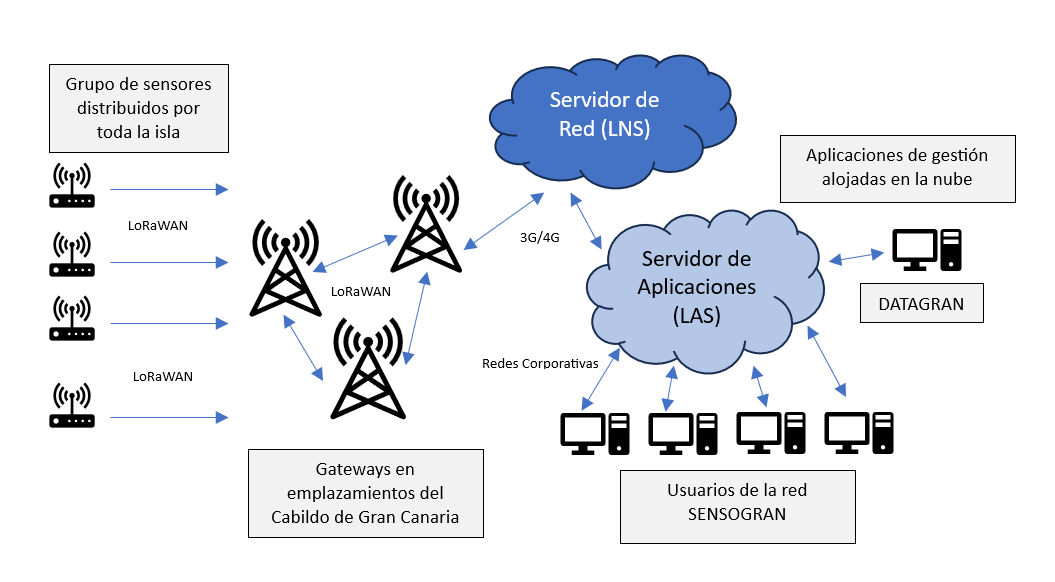 Grupo de sensores
distribuidos por
toda la isla
LoRaWAN
LoRaWAN
LoRaWAN
Gateways en
emplazamientos del
Cabildo de Gran Canaria
Servidor de
Red (LNS)
3G/4G
Servidor de
Aplicaciones
(LAS)
Aplicaciones de gestión
alojadas en la nube
DATAGRAN
Redes Corporativas
Usuarios de la red
SENSOGRAN